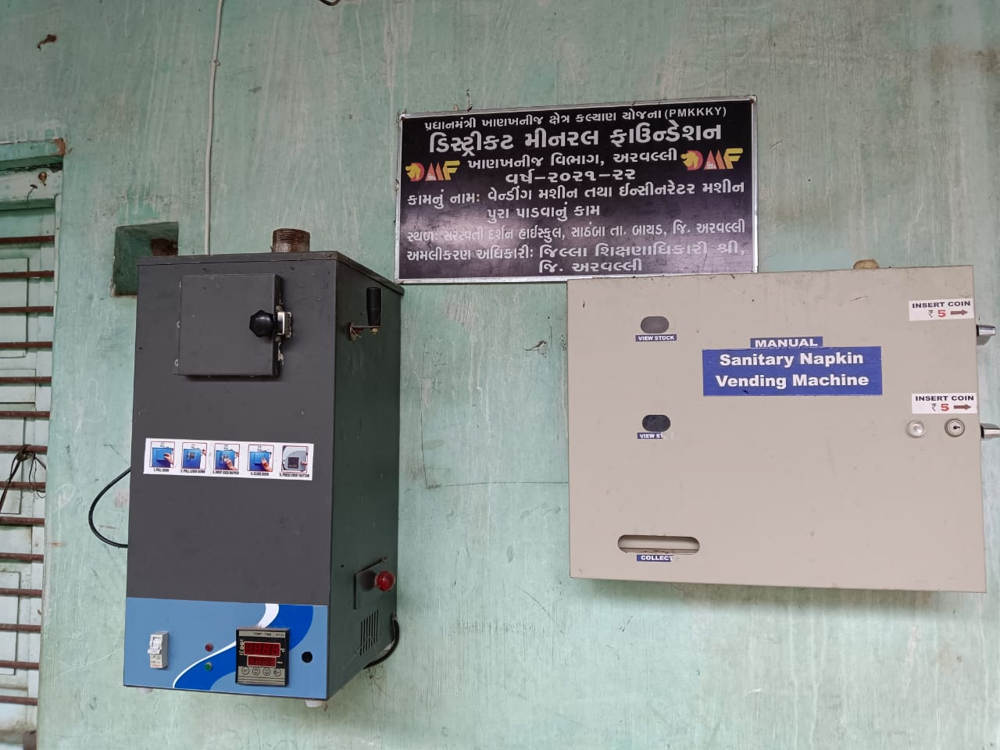 પ્રધાનમંત્રી ખાણખનીજ ક્ષેત્ર કલ્યાણ યોજના (PMKKKY)
ડિસ્ટ્રીકટ મીનરલ ફાઉન્ડેશન
DMF ખાણખનીજ વિભાગ, અરવલ્લી DMF
વર્ષ-૨૦૨૧-૨૨
કામનું નામ: વેન્ડીંગ મશીન તથા ઈન્સીનરેટર મશીન
પુરા પાડવાનું કામ
સ્થળ: સરસ્વતી દર્શન હાઈસ્કુલ, સાઠંબા તા. બાયડ, જિ. અરવલ્લી
અમલીકરણ અધિકારી: જિલ્લા શિક્ષણાધિકારી શ્રી,
જિ. અરવલ્લી
1. PULL DOOR
2. PULL LEVER DOWN
3. DROP USED NAPKIN
4. CLOSE DOOR
5. PRESS START BUTTON
VIEW STOCK
MANUAL
Sanitary Napkin
Vending Machine
INSERT COIN
₹ 5
INSERT COIN
₹ 5
VIEW ST
COLLECT